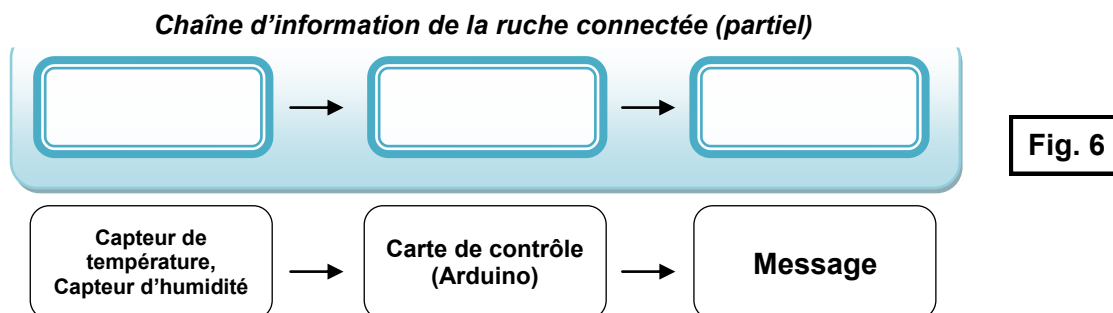 Chaîne d’information de la ruche connectée (partiel)
Fig. 6
Capteur de
température,
Capteur d’humidité
Carte de contrôle
(Arduino)
Message